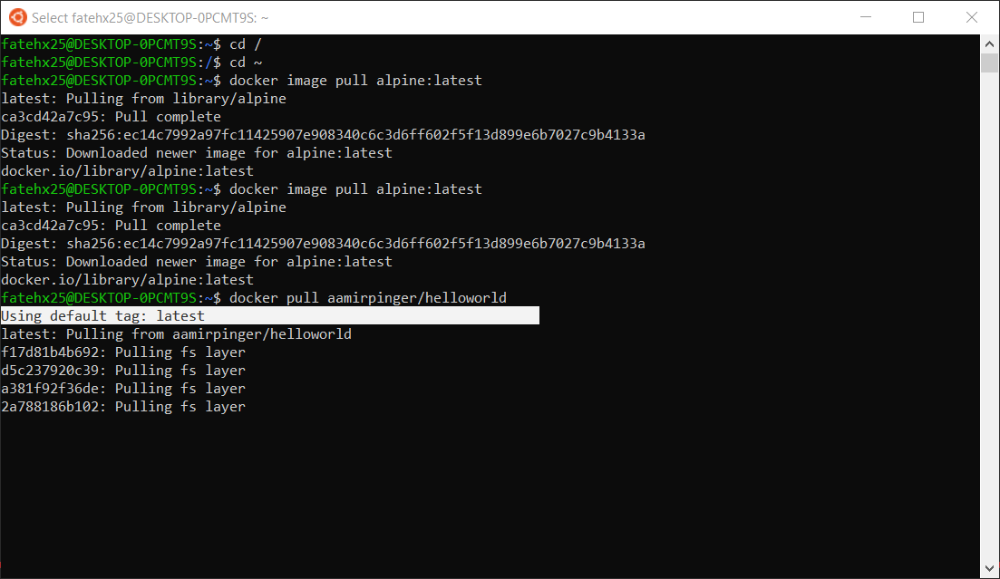 Select fatehx25@DESKTOP-0PCMT9S: ~
fatehx25@DESKTOP-0PCMT9S:~$ cd /
fatehx25@DESKTOP-0PCMT9S:/$ cd ~
fatehx25@DESKTOP-0PCMT9S:~$ docker image pull alpine:latest
latest: Pulling from library/alpine
ca3cd42a7c95: Pull complete
Digest: sha256:ec14c7992a97fc11425907e908340c6c3d6ff602f5f13d899e6b7027c9b4133a
Status: Downloaded newer image for alpine:latest
docker.io/library/alpine:latest
fatehx25@DESKTOP-0PCMT9S:~$ docker image pull alpine:latest
latest: Pulling from library/alpine
ca3cd42a7c95: Pull complete
Digest: sha256:ec14c7992a97fc11425907e908340c6c3d6ff602f5f13d899e6b7027c9b4133a
Status: Downloaded newer image for alpine:latest
docker.io/library/alpine:latest
fatehx25@DESKTOP-0PCMT9S:~$ docker pull aamirpinger/helloworld
Using default tag: latest
latest: Pulling from aamirpinger/helloworld
f17d81b4b692: Pulling fs layer
d5c237920c39: Pulling fs layer
a381f92f36de: Pulling fs layer
2a788186b102: Pulling fs layer